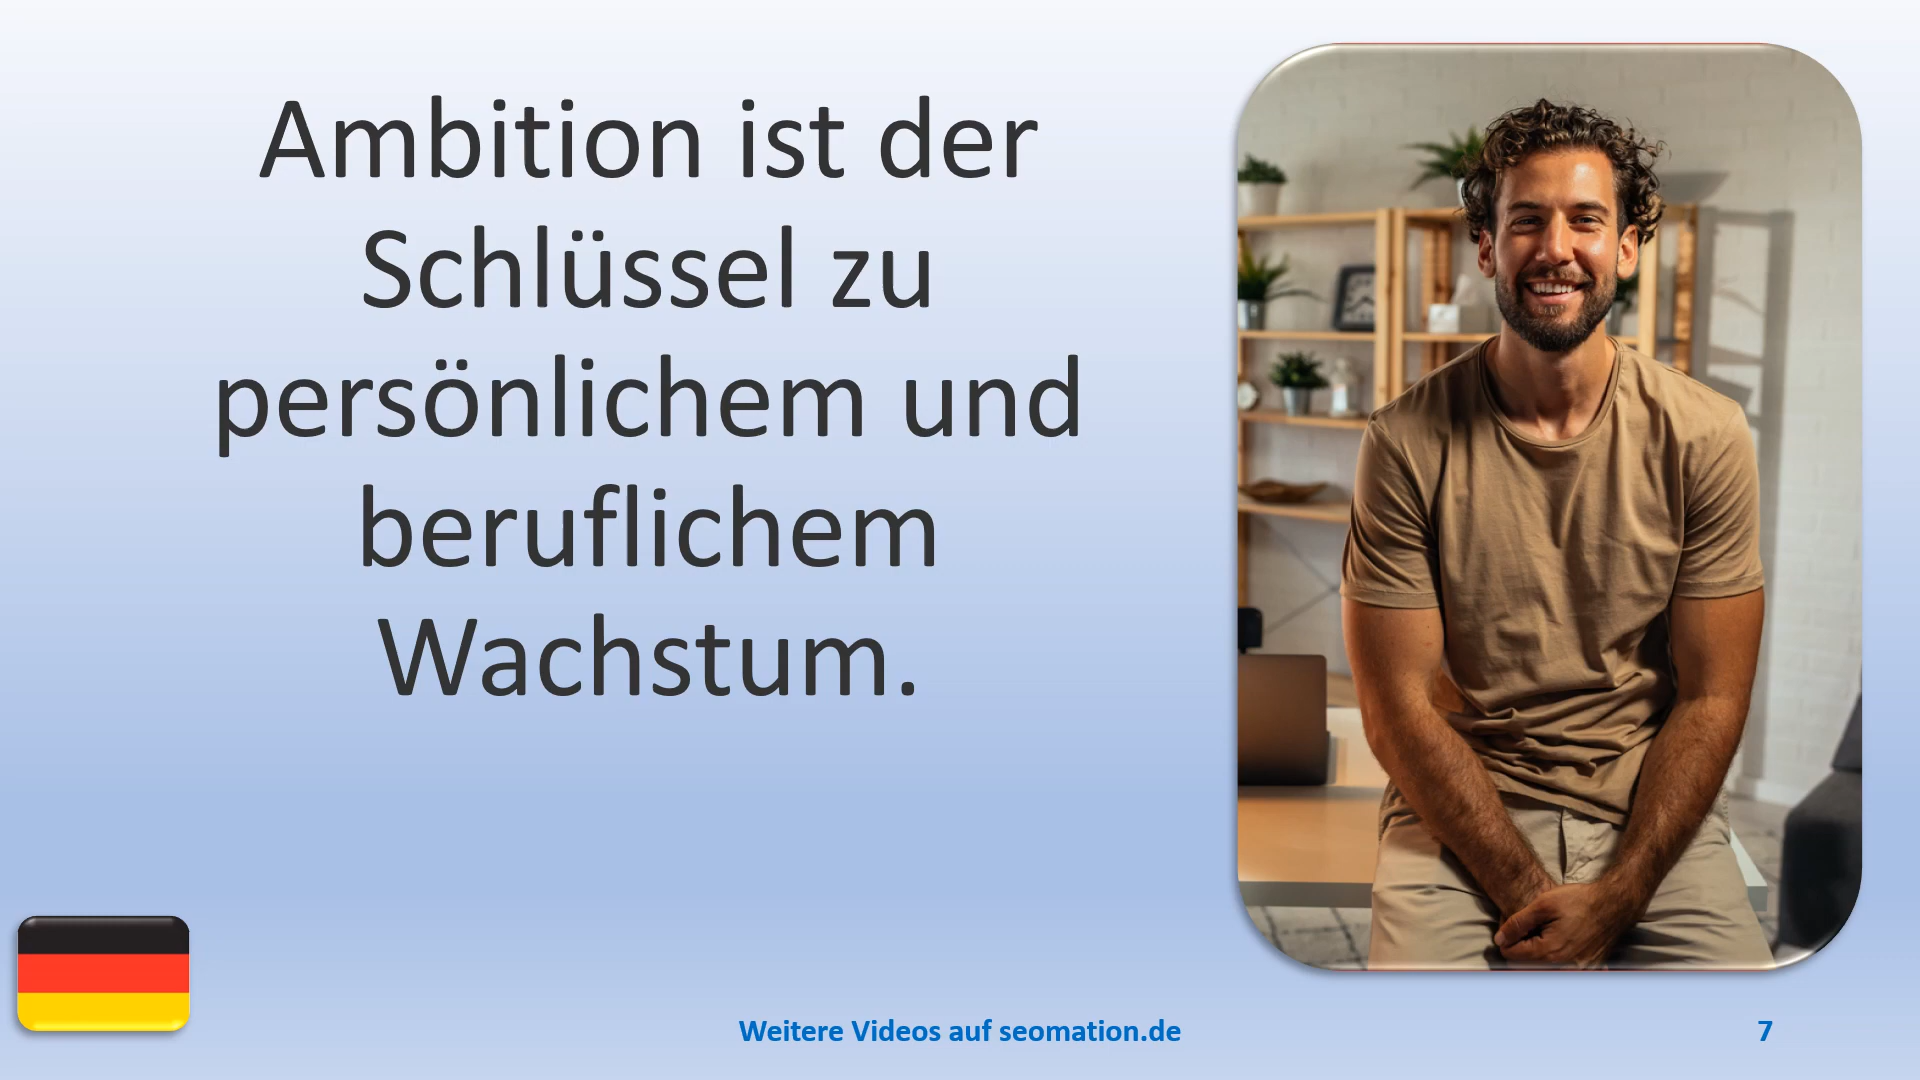 Ambition ist der
Schlüssel zu
persönlichem und
beruflichem
Wachstum.
Weitere Videos auf seomation.de
7